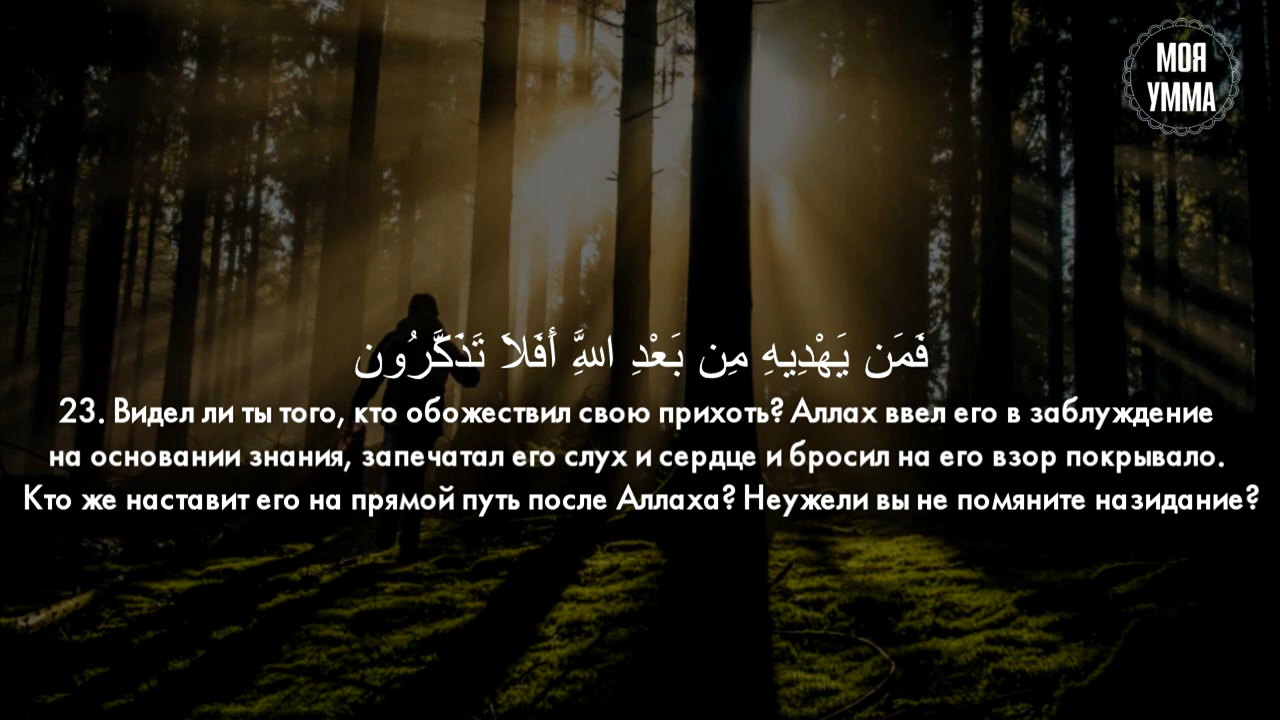 МОЯ
УММА
فَمَن يَهْدِيهِ مِن بَعْدِ اللَّهِ أَفَلَا تَذَكَّرُون
23. Видел ли ты того, кто обожествил свою прихоть? Аллах ввел его в заблуждение
на основании знания, запечатал его слух и сердце и бросил на его взор покрывало.
Кто же наставит его на прямой путь после Аллаха? Неужели вы не помяните назидание?